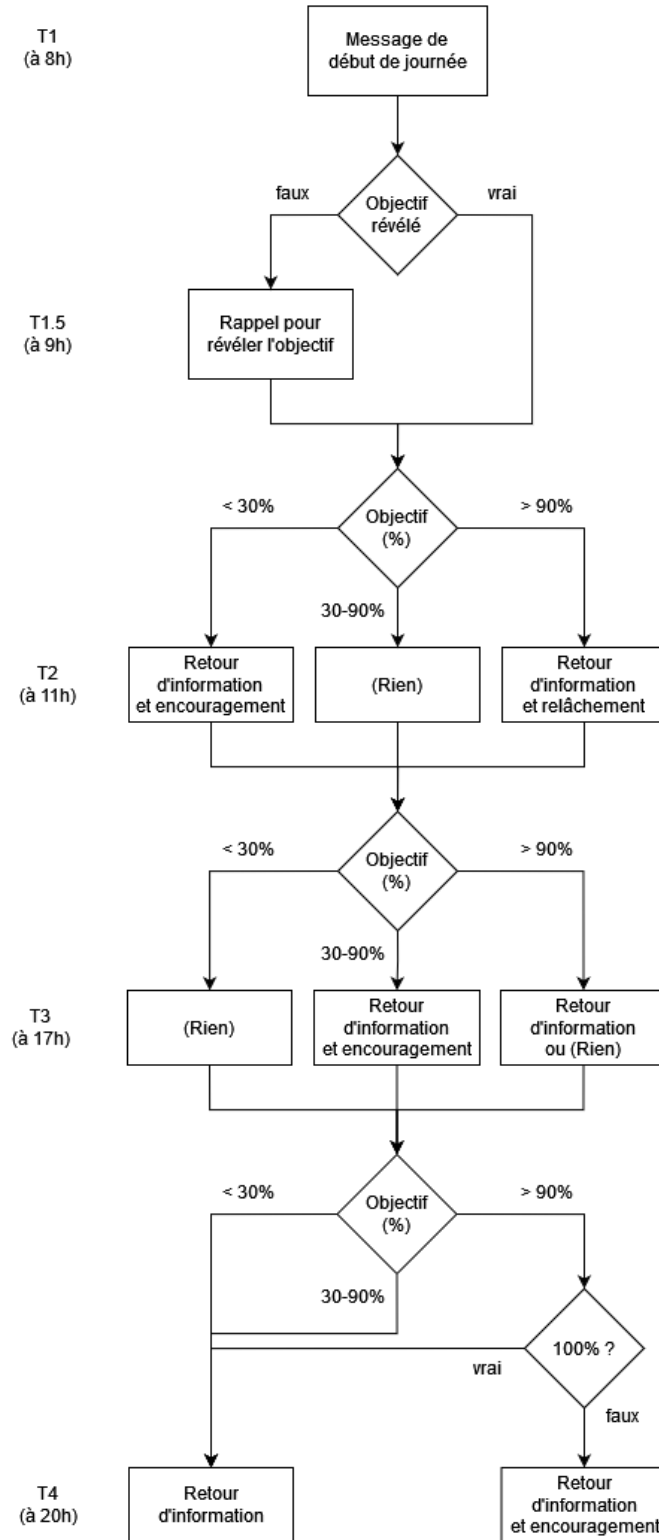 T1
(à 8h)
Message de
début de journée
faux
Objectif
révélé
vrai
T1.5
(à 9h)
Rappel pour
révéler l'objectif
< 30%
Objectif
(%)
> 90%
30-90%
T2
(à 11h)
Retour
d'information
et encouragement
(Rien)
Retour
d'information
et relâchement
< 30%
Objectif
(%)
> 90%
30-90%
T3
(à 17h)
(Rien)
Retour
d'information
et encouragement
Retour
d'information
ou (Rien)
< 30%
Objectif
(%)
> 90%
30-90%
100% ?
vrai
faux
T4
(à 20h)
Retour
d'information
Retour
d'information
et encouragement